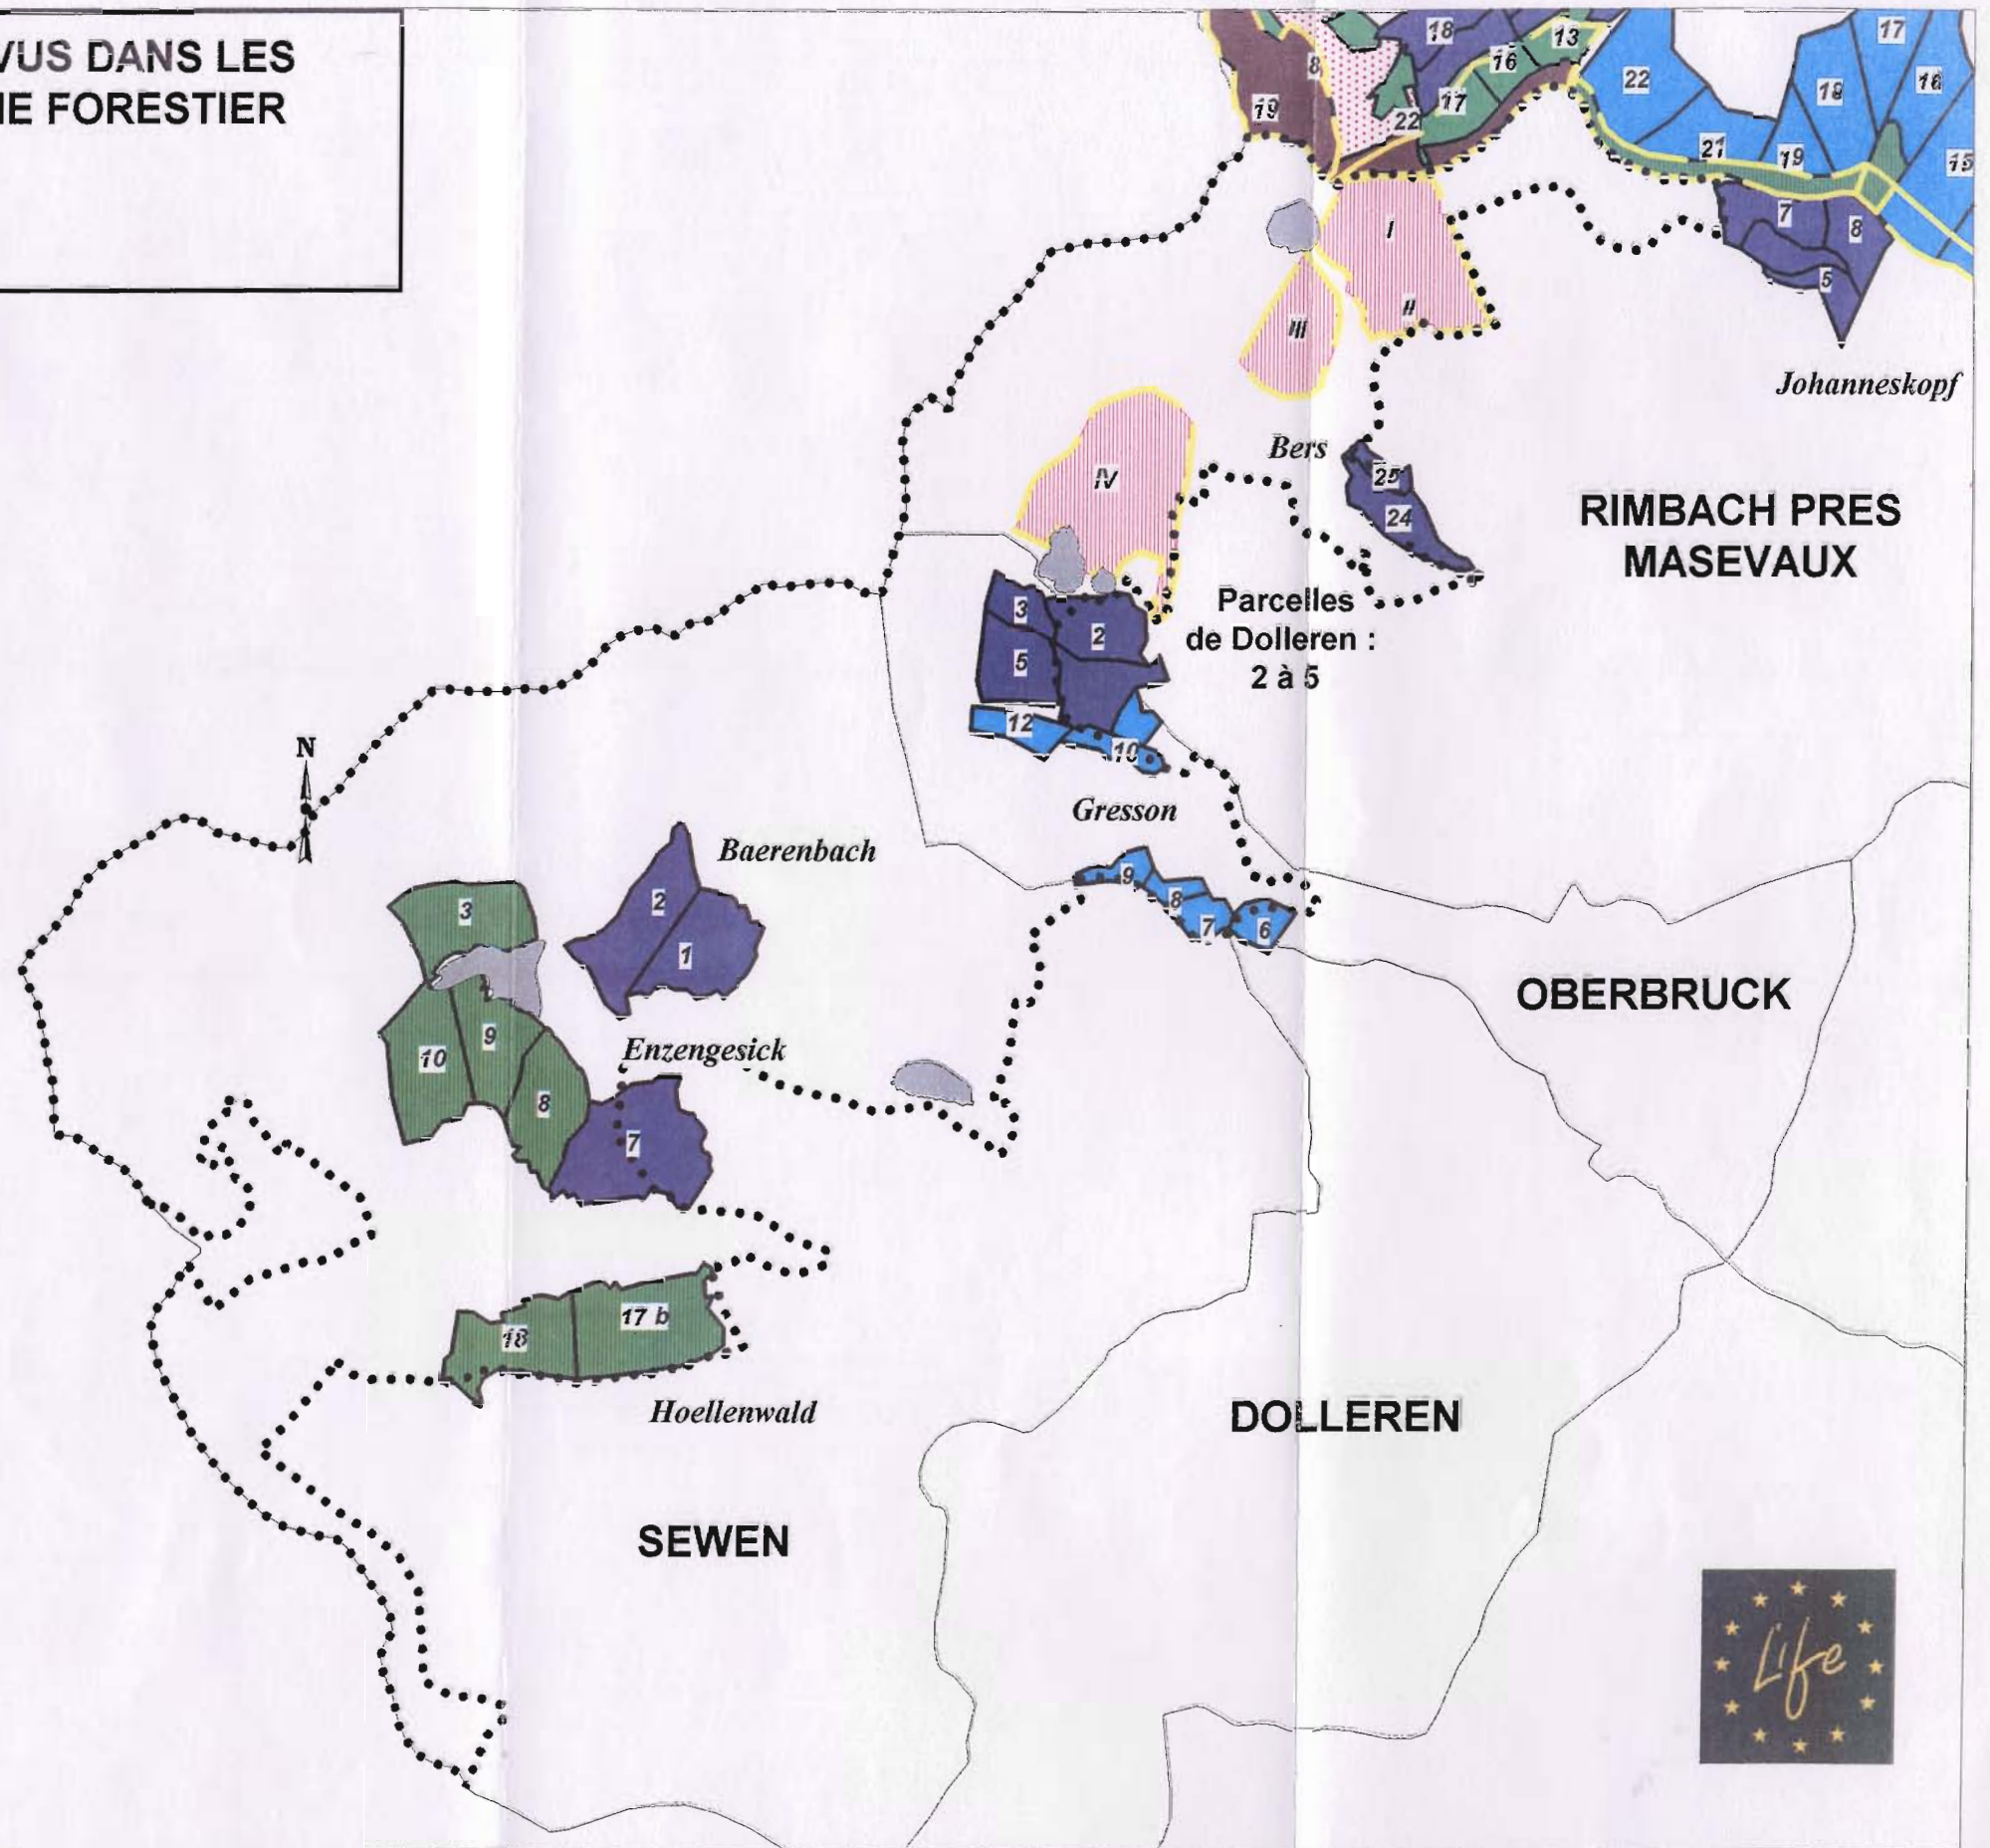 VUS DANS LES
IE FORESTIER
18
13
16
17
22
8
19
22
17
18
16
21
19
15
7
8
5
I
II
III
Johanneskopf
Bers
25
24
IV
RIMBACH PRES
MASEVAUX
Parcelles
de Dolleren :
2 à 5
3
2
5
12
10
Gresson
N
Baerenbach
2
1
3
9
8
7
6
OBERBRUCK
Enzengesick
10
9
8
7
17 b
18
Hoellenwald
DOLLEREN
SEWEN
Life